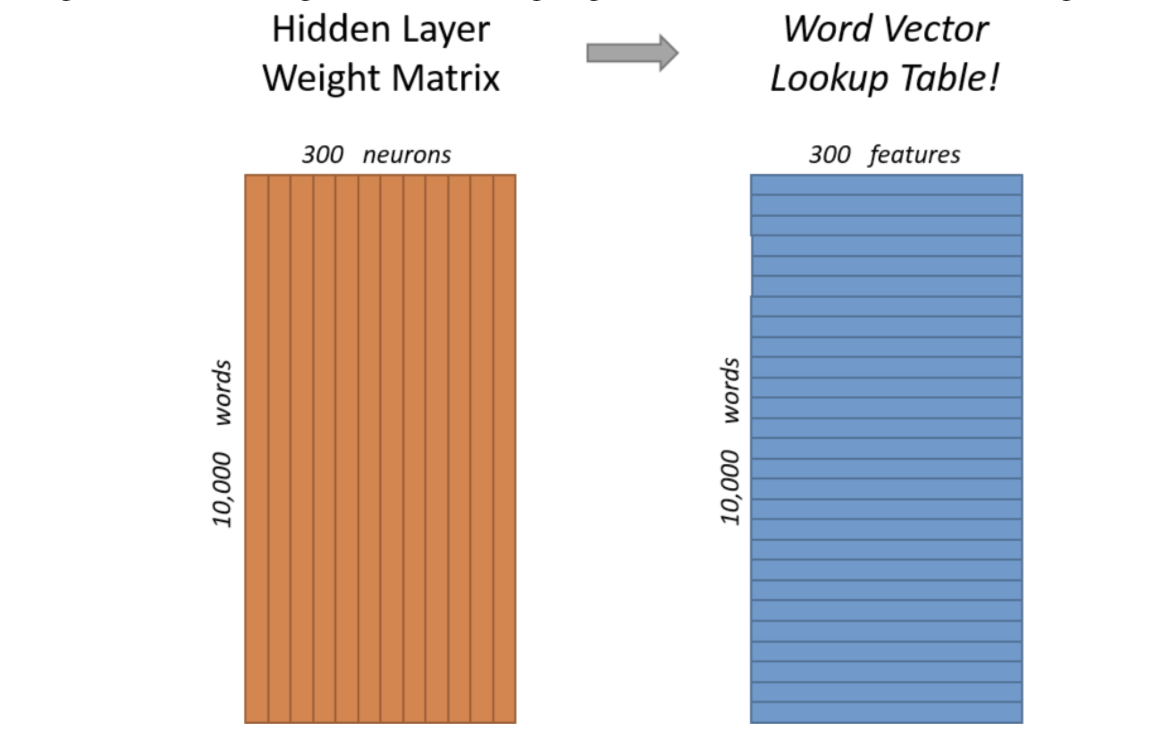 Hidden Layer
Weight Matrix
Word Vector
Lookup Table!
300 neurons
300 features
10,000 words
10,000 words